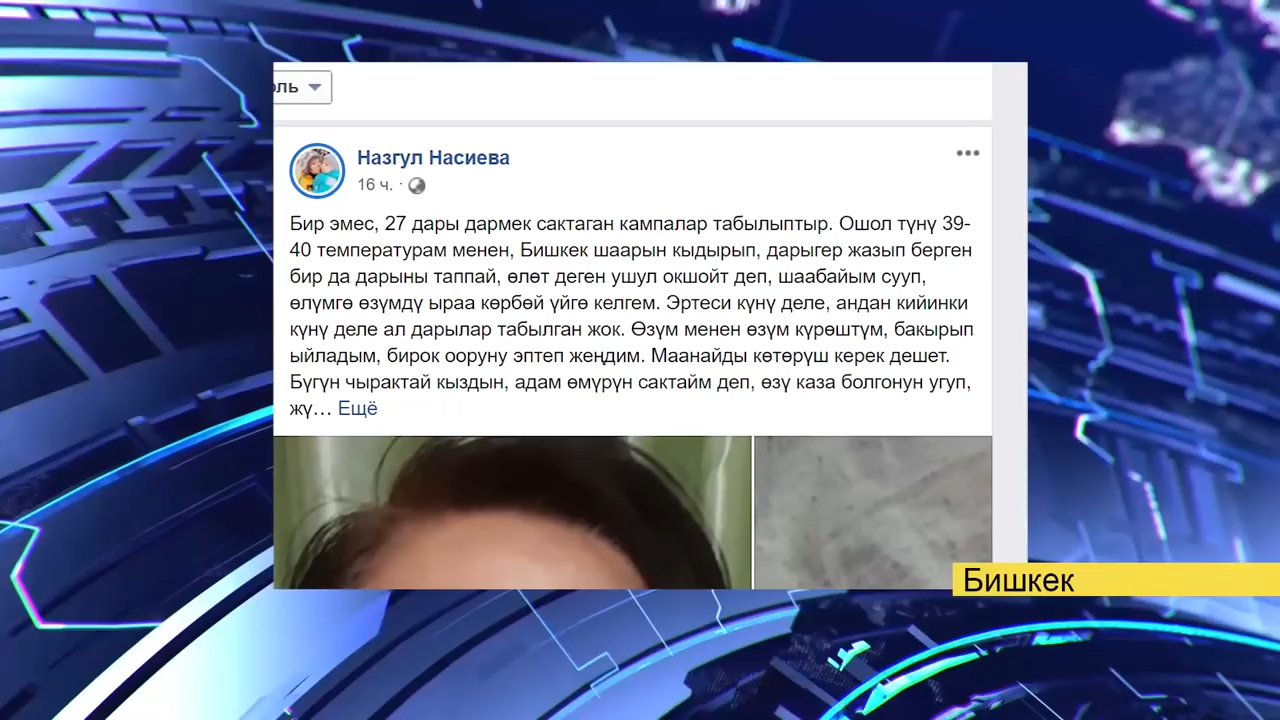 оль
Назгул Насиева
16 ч. ·
Бир эмес, 27 дары дармек сактаган кампалар табылыптыр. Ошол түнү 39-
40 температурам менен, Бишкек шаарын кыдырып, дарыгер жазып берген
бир да дарыны таппай, өлөт деген ушул окшойт деп, шаабайым сууп,
өлүмгө өзүмдү ыраа көрбөй үйгө келгем. Эртеси күнү деле, андан кийинки
күнү деле ал дарылар табылган жок. Өзүм менен өзүм күрөштүм, бакырып
ыйладым, бирок ооруну эптеп жеңдим. Маанайды көтөрүш керек дешет.
Бүгүн чырактай кыздын, адам өмүрүн сактайм деп, өзү каза болгонун угуп,
жү… Ещё
Бишкек